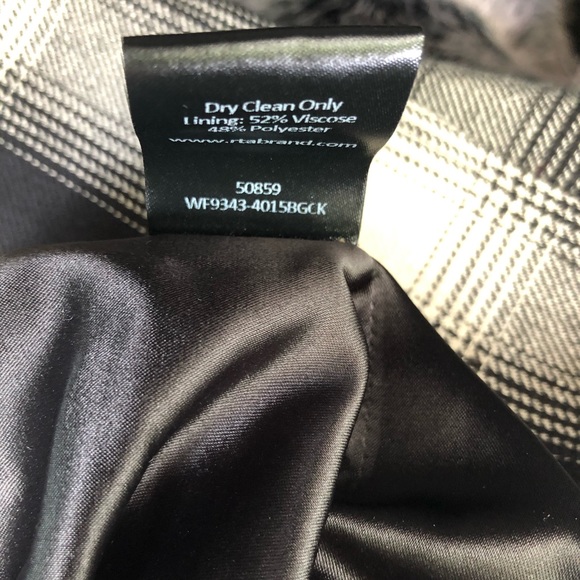 Dry Clean Only
Lining: 52% Viscose
48% Polyester
www.rtabrand.com
50859
WF9343-4015BGCK